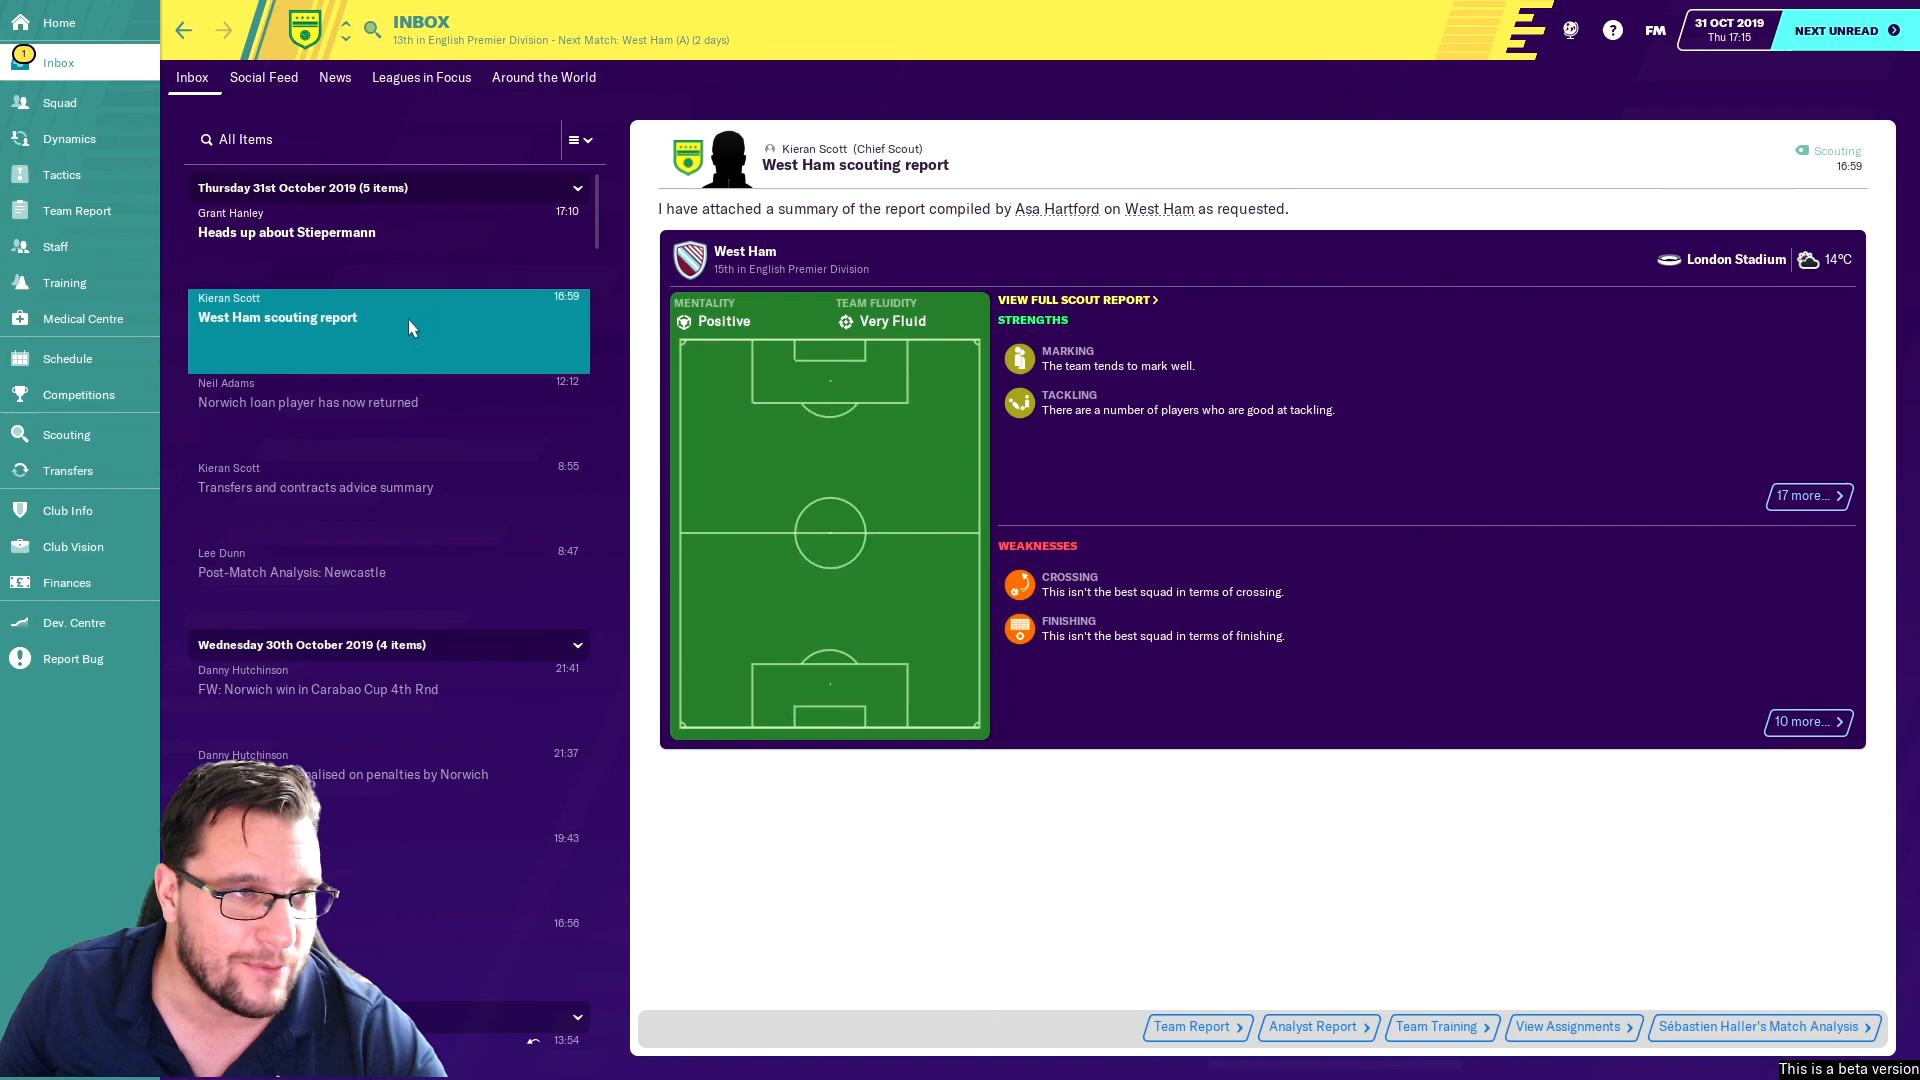 Home
1
Inbox
Squad
Dynamics
Tactics
Team Report
Staff
Training
Medical Centre
Schedule
Competitions
Scouting
Transfers
Club Info
Club Vision
Finances
Dev. Centre
Report Bug
INBOX
13th in English Premier Division - Next Match: West Ham (A) (2 days)
?
FM
31 OCT 2019
Thu 17:15
NEXT UNREAD
Inbox Social Feed News Leagues in Focus Around the World
All Items
Thursday 31st October 2019 (5 items)
Grant Hanley 17:10
Heads up about Stiepermann
Kieran Scott 16:59
West Ham scouting report
Neil Adams 12:12
Norwich loan player has now returned
Kieran Scott 8:55
Transfers and contracts advice summary
Lee Dunn 8:47
Post-Match Analysis: Newcastle
Wednesday 30th October 2019 (4 items)
Danny Hutchinson 21:41
FW: Norwich win in Carabao Cup 4th Rnd
Danny Hutchinson 21:37
on penalties by Norwich
19:43
16:56
13:54
Kieran Scott (Chief Scout)
West Ham scouting report
Scouting
16:59
I have attached a summary of the report compiled by Asa Hartford on West Ham as requested.
West Ham
15th in English Premier Division
London Stadium 14°C
MENTALITY TEAM FLUIDITY
Positive Very Fluid
VIEW FULL SCOUT REPORT >
STRENGTHS
MARKING
The team tends to mark well.
TACKLING
There are a number of players who are good at tackling.
17 more... >
WEAKNESSES
CROSSING
This isn't the best squad in terms of crossing.
FINISHING
This isn't the best squad in terms of finishing.
10 more... >
Team Report > Analyst Report > Team Training > View Assignments > Sébastien Haller's Match Analysis >
This is a beta version